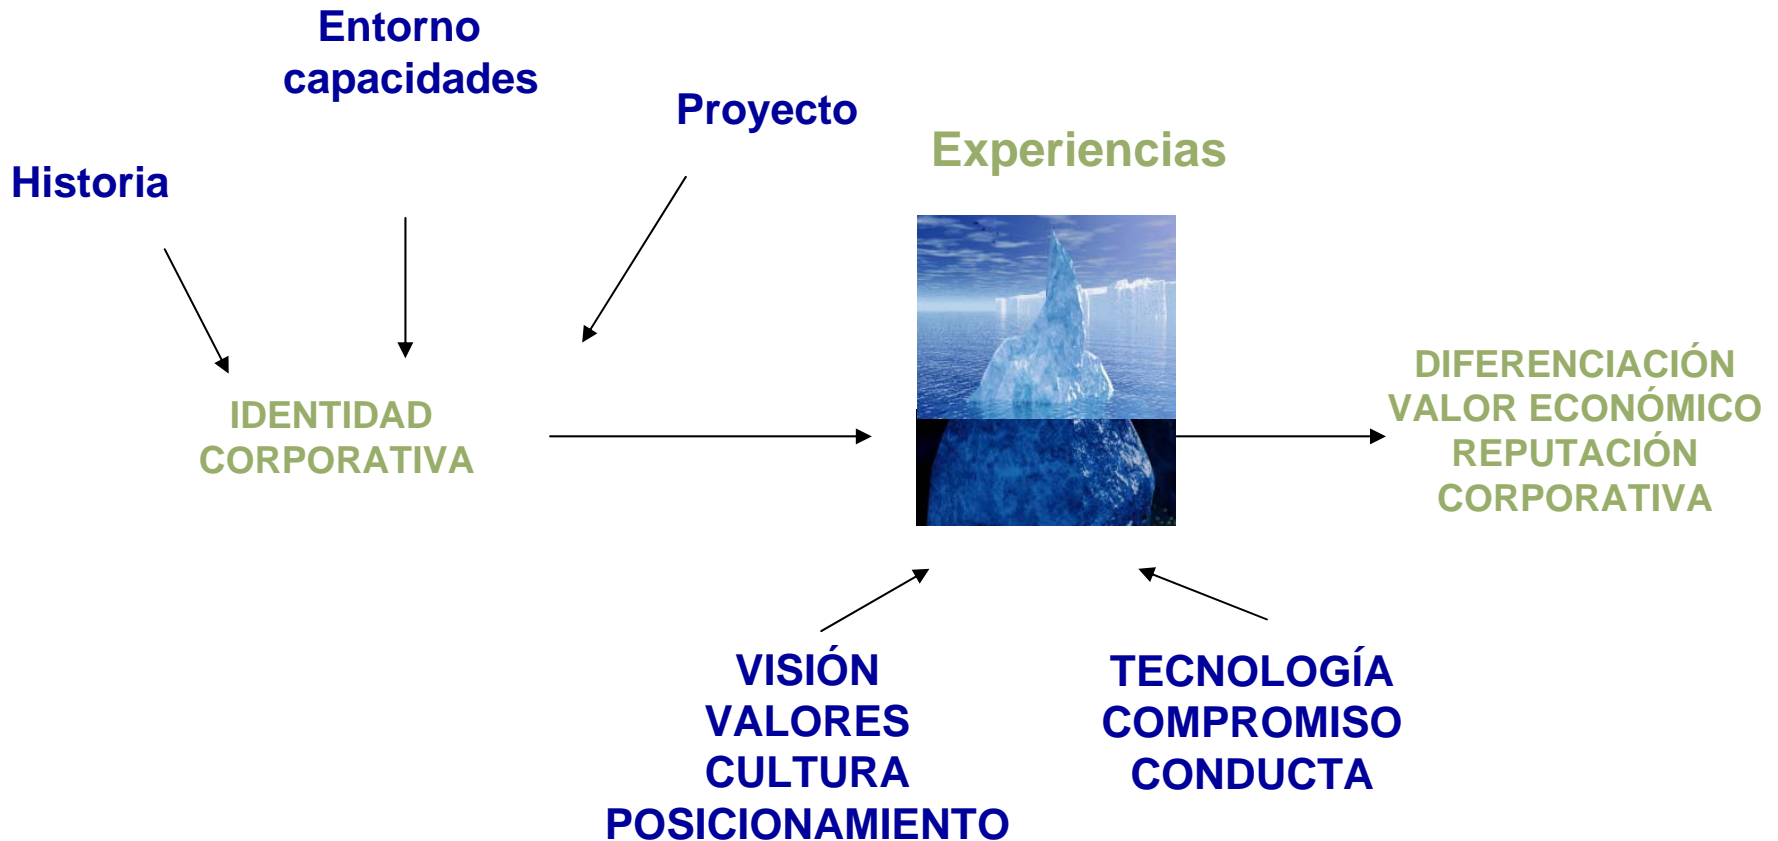 Entorno
capacidades
Proyecto
Experiencias
Historia
IDENTIDAD
CORPORATIVA
DIFERENCIACIÓN
VALOR ECONÓMICO
REPUTACIÓN
CORPORATIVA
VISIÓN
VALORES
CULTURA
POSICIONAMIENTO
TECNOLOGÍA
COMPROMISO
CONDUCTA